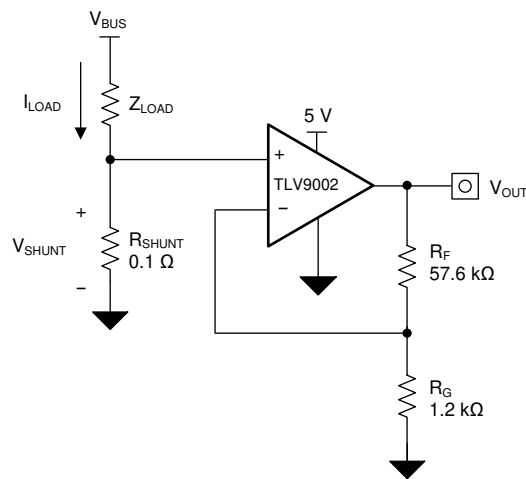 VBUS
ILOAD
ZLOAD
5 V
+
TLV9002
−
VOUT
+
VSHUNT
−
RSHUNT
0.1 Ω
RF
57.6 kΩ
RG
1.2 kΩ